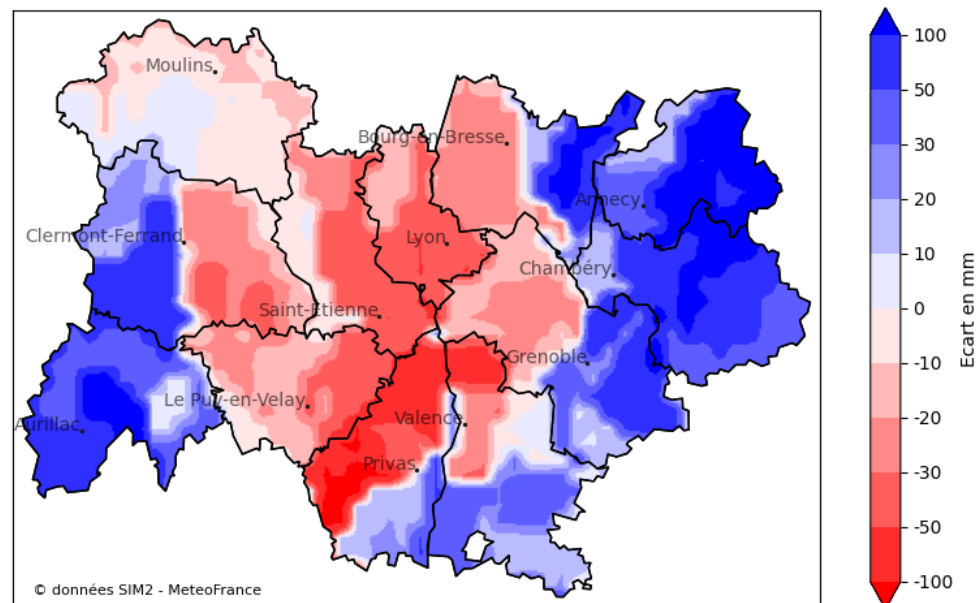 Moulins
Bourg-en-Bresse
Annecy
Clermont-Ferrand
Lyon
Chambéry
Saint-Etienne
Grenoble
Le Puy-en-Velay
Aurillac
Valence
Privas
© données SIM2 - MeteoFrance
100
50
30
20
10
0
-10
-20
-30
-50
-100
Ecart en mm